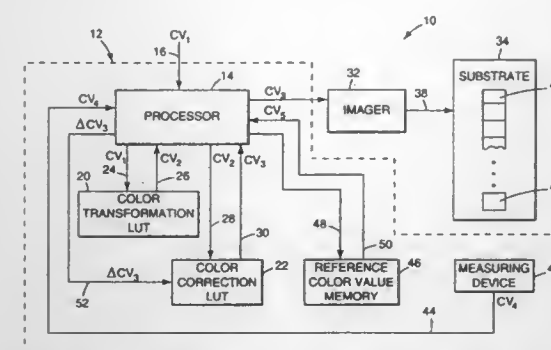 CV1
16
12
10
34
14
32
SUBSTRATE
CV4
PROCESSOR
CV3
IMAGER
38
ΔCV3
CV5
24
CV1
CV2
26
CV2
CV3
20
COLOR
TRANSFORMATION
LUT
28
30
48
50
ΔCV3
52
COLOR
CORRECTION
LUT
22
REFERENCE
COLOR VALUE
MEMORY
46
MEASURING
DEVICE
CV4
44